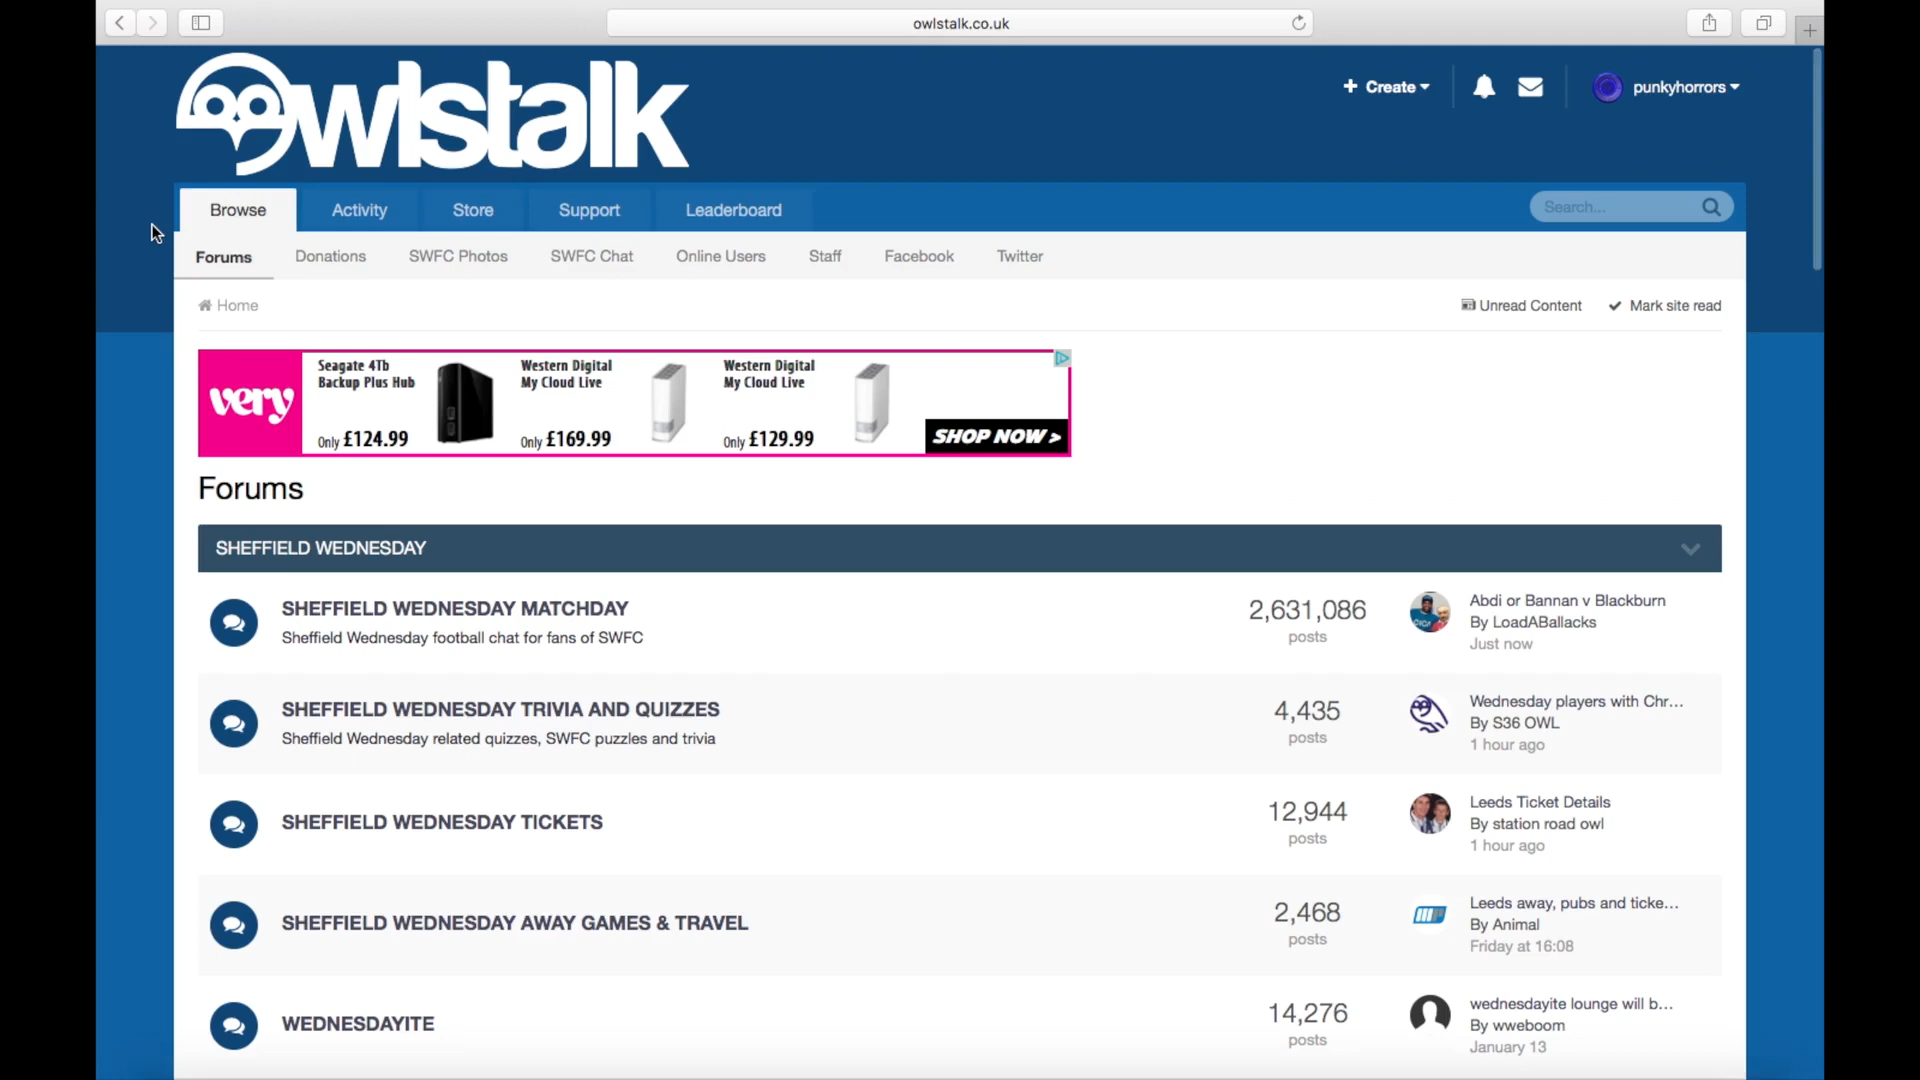 owlstalk.co.uk
owlstalk
+ Create
punkyhorrors
Browse
Activity
Store
Support
Leaderboard
Search...
Forums
Donations
SWFC Photos
SWFC Chat
Online Users
Staff
Facebook
Twitter
Home
Unread Content
Mark site read
very
Seagate 4Tb
Backup Plus Hub
Only £124.99
Western Digital
My Cloud Live
Only £169.99
Western Digital
My Cloud Live
Only £129.99
SHOP NOW >
Forums
SHEFFIELD WEDNESDAY
SHEFFIELD WEDNESDAY MATCHDAY
Sheffield Wednesday football chat for fans of SWFC
2,631,086
posts
Abdi or Bannan v Blackburn
By LoadABallacks
Just now
SHEFFIELD WEDNESDAY TRIVIA AND QUIZZES
Sheffield Wednesday related quizzes, SWFC puzzles and trivia
4,435
posts
Wednesday players with Chr...
By S36 OWL
1 hour ago
SHEFFIELD WEDNESDAY TICKETS
12,944
posts
Leeds Ticket Details
By station road owl
1 hour ago
SHEFFIELD WEDNESDAY AWAY GAMES & TRAVEL
2,468
posts
Leeds away, pubs and ticke...
By Animal
Friday at 16:08
WEDNESDAYITE
14,276
posts
wednesdayite lounge will b...
By wweboom
January 13